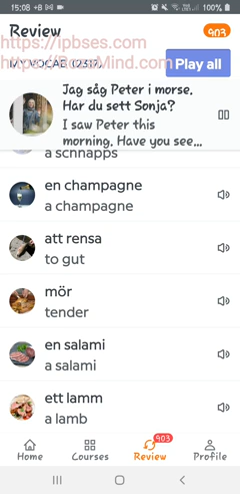 15:08
100%
Review
903
https://ipbses.com
MY VOCAB (2317)
Play all
Jag såg Peter i morse.
Har du sett Sonja?
I saw Peter this
morning. Have you see...
a schnapps
en champagne
a champagne
att rensa
to gut
mör
tender
en salami
a salami
ett lamm
a lamb
903
Home
Courses
Review
Profile